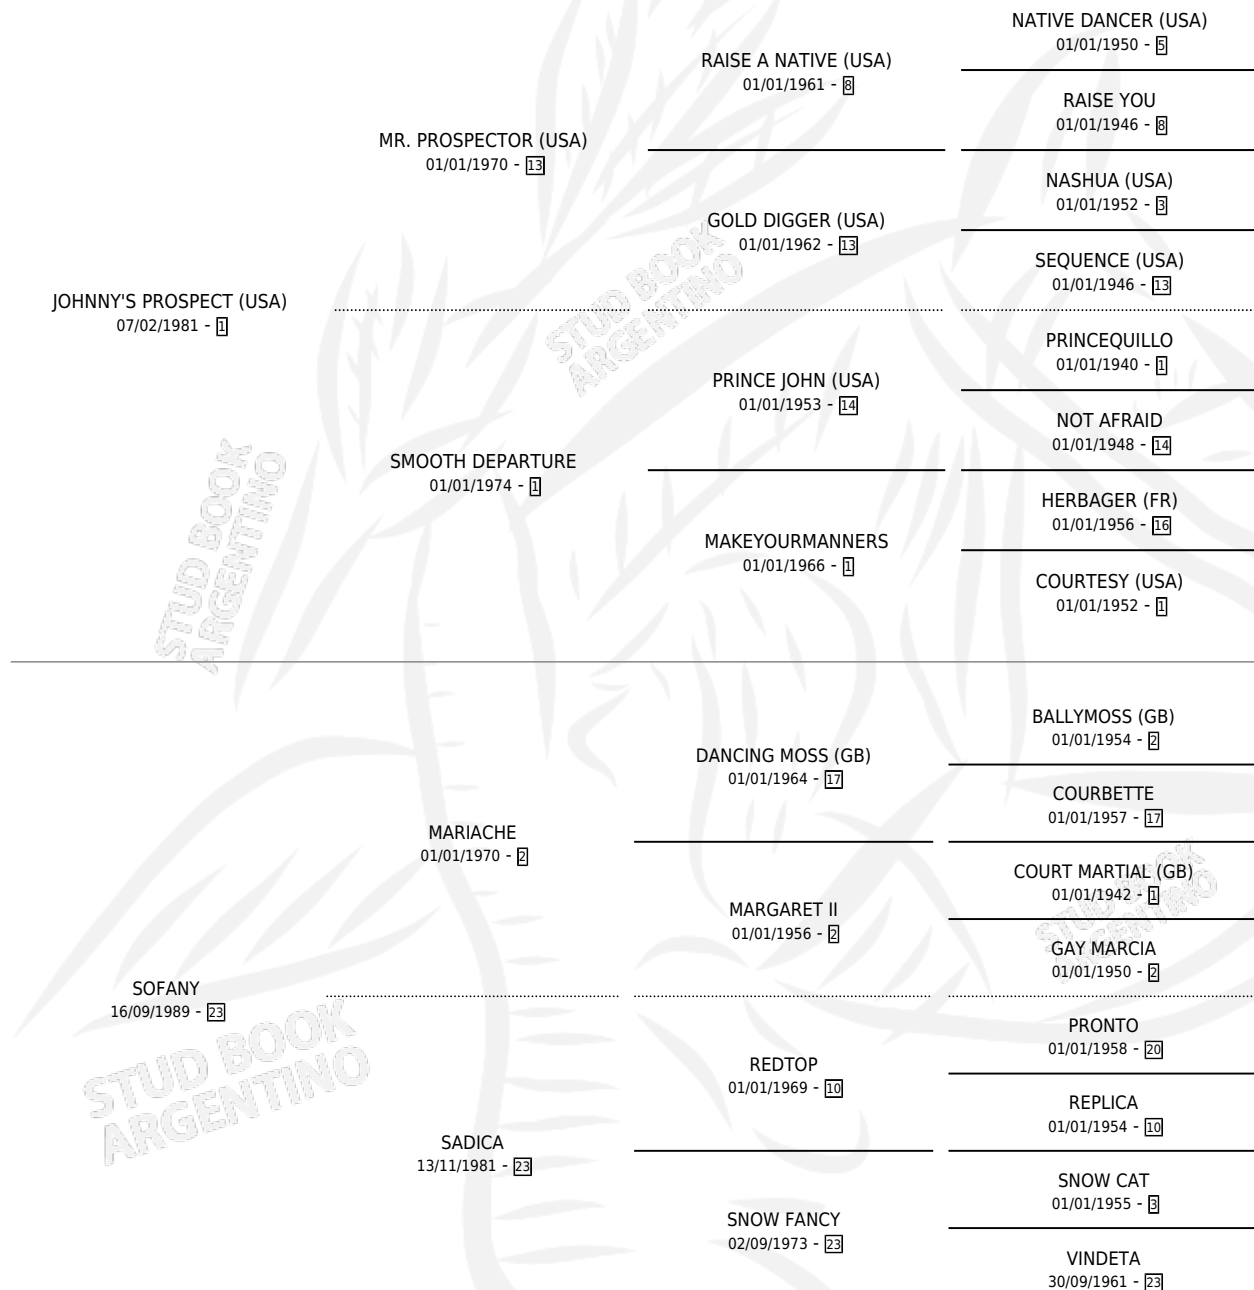 NATIVE DANCER (USA)
01/01/1950 - 5
RAISE A NATIVE (USA)
01/01/1961 - 8
RAISE YOU
01/01/1946 - 8
MR. PROSPECTOR (USA)
01/01/1970 - 13
NASHUA (USA)
01/01/1952 - 3
GOLD DIGGER (USA)
01/01/1962 - 13
SEQUENCE (USA)
01/01/1946 - 13
JOHNNY'S PROSPECT (USA)
07/02/1981 - 1
STUD BOOK
ARGENTINO
PRINCEQUILLO
01/01/1940 - 1
PRINCE JOHN (USA)
01/01/1953 - 14
NOT AFRAID
01/01/1948 - 14
SMOOTH DEPARTURE
01/01/1974 - 1
HERBAGER (FR)
01/01/1956 - 16
MAKEYOURMANNERS
01/01/1966 - 1
COURTESY (USA)
01/01/1952 - 1
STUD BOOK
ARGENTINO
BALLYMOSS (GB)
01/01/1954 - 2
DANCING MOSS (GB)
01/01/1964 - 17
COURBETTE
01/01/1957 - 17
MARIACHE
01/01/1970 - 2
COURT MARTIAL (GB)
01/01/1942 - 1
MARGARET II
01/01/1956 - 2
GAY MARCIA
01/01/1950 - 2
STUD BOOK
ARGENTINO
SOFANY
16/09/1989 - 23
PRONTO
01/01/1958 - 20
REDTOP
01/01/1969 - 10
REPLICA
01/01/1954 - 10
STUD BOOK
ARGENTINO
SADICA
13/11/1981 - 23
SNOW CAT
01/01/1955 - 3
SNOW FANCY
02/09/1973 - 23
VINDETA
30/09/1961 - 23